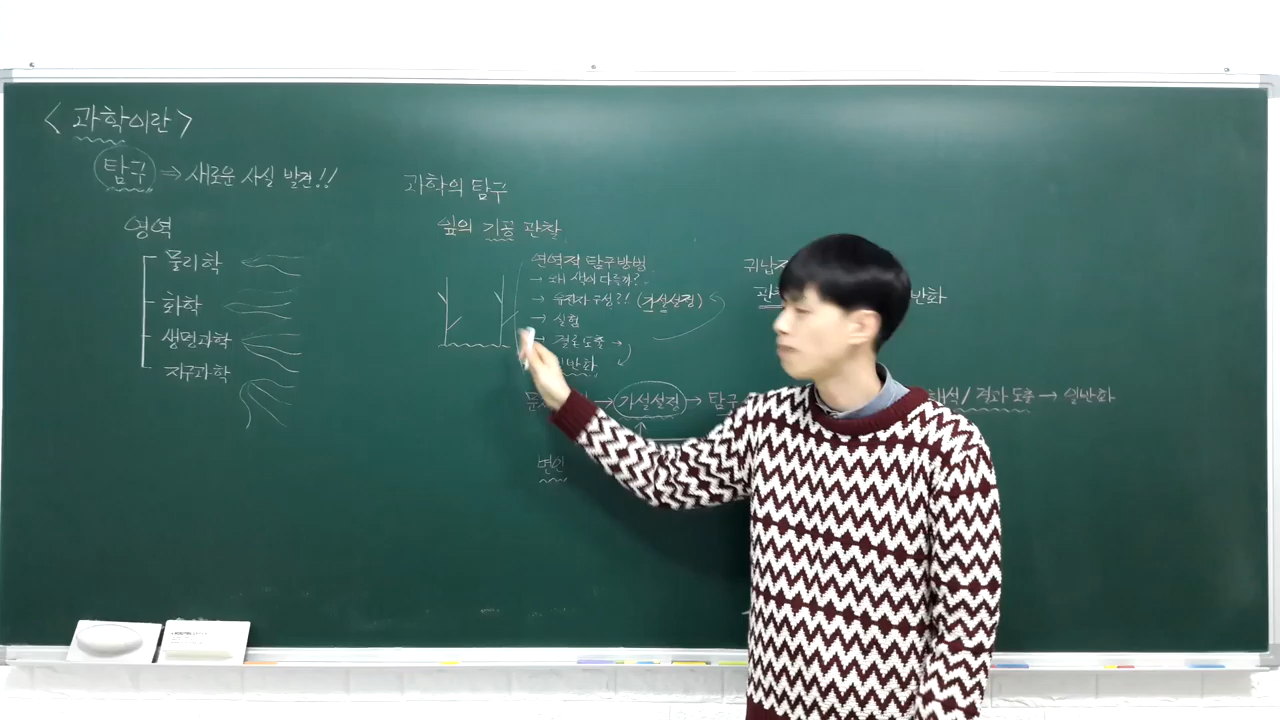 <과학이란>
탐구 ⇒ 새로운 사실 발견!!
영역
물리학
화학
생명과학
지구과학
과학의 탐구
잎의 기공 관찰
연역적 탐구방법
→ 왜 색이 다를까?
→ 유전자 구성?! (가설설정)
→ 실험
→ 결론도출 →
일반화
귀납
관 반화
문 → 가설설정 → 탐구 해석/ 결과 도출 → 일반화
변인